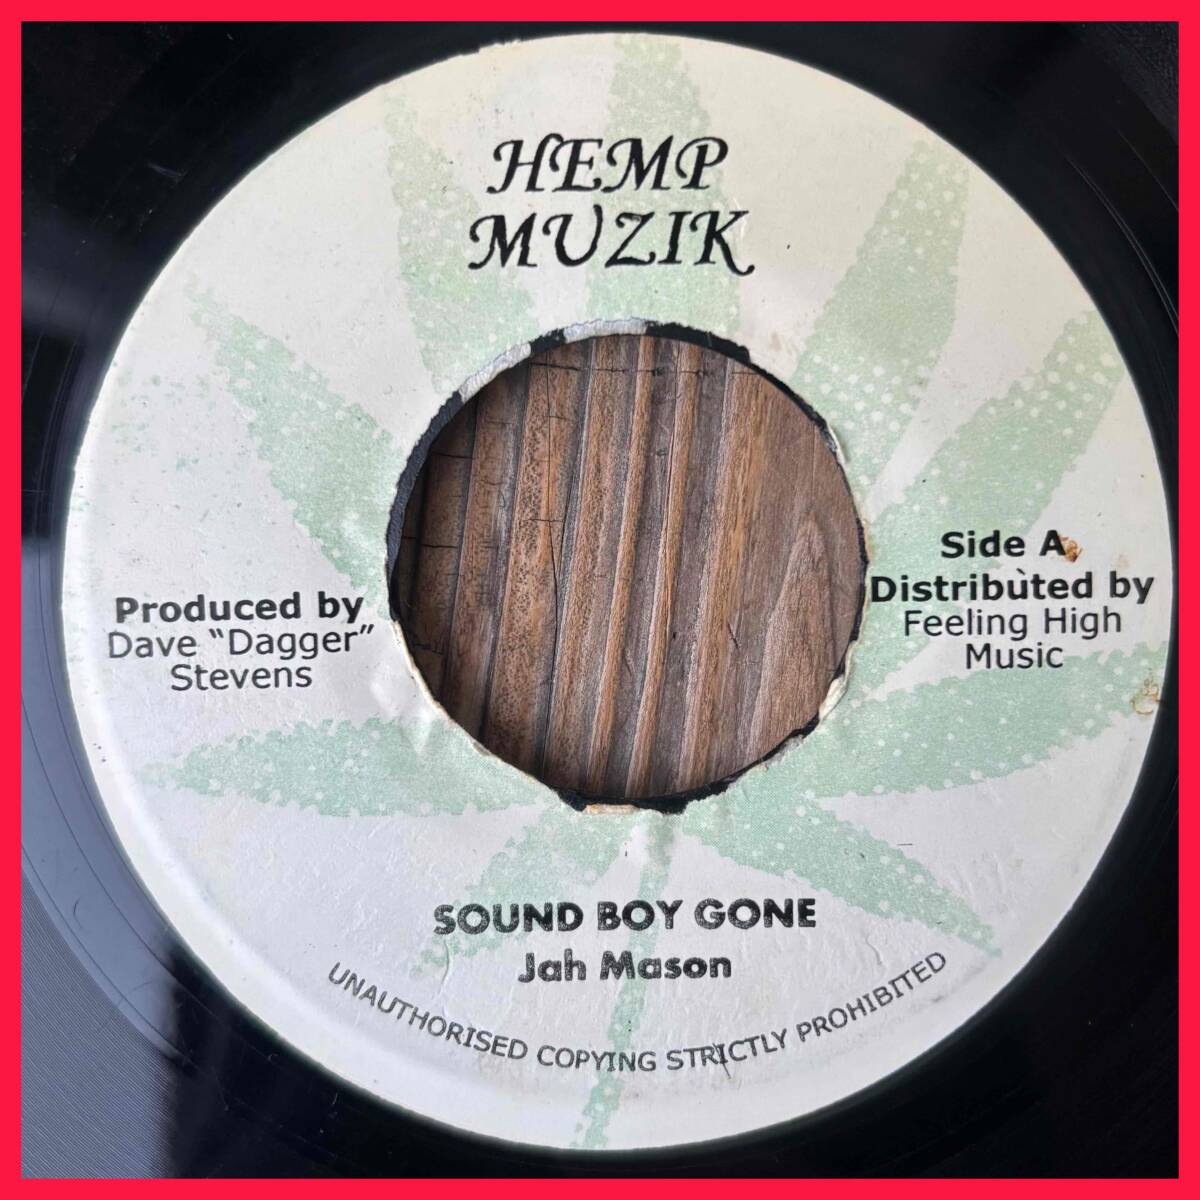 HEMP
MUZIK
Side A
Distributed by
Feeling High
Music
Produced by
Dave “Dagger”
Stevens
SOUND BOY GONE
Jah Mason
UNAUTHORISED COPYING STRICTLY PROHIBITED